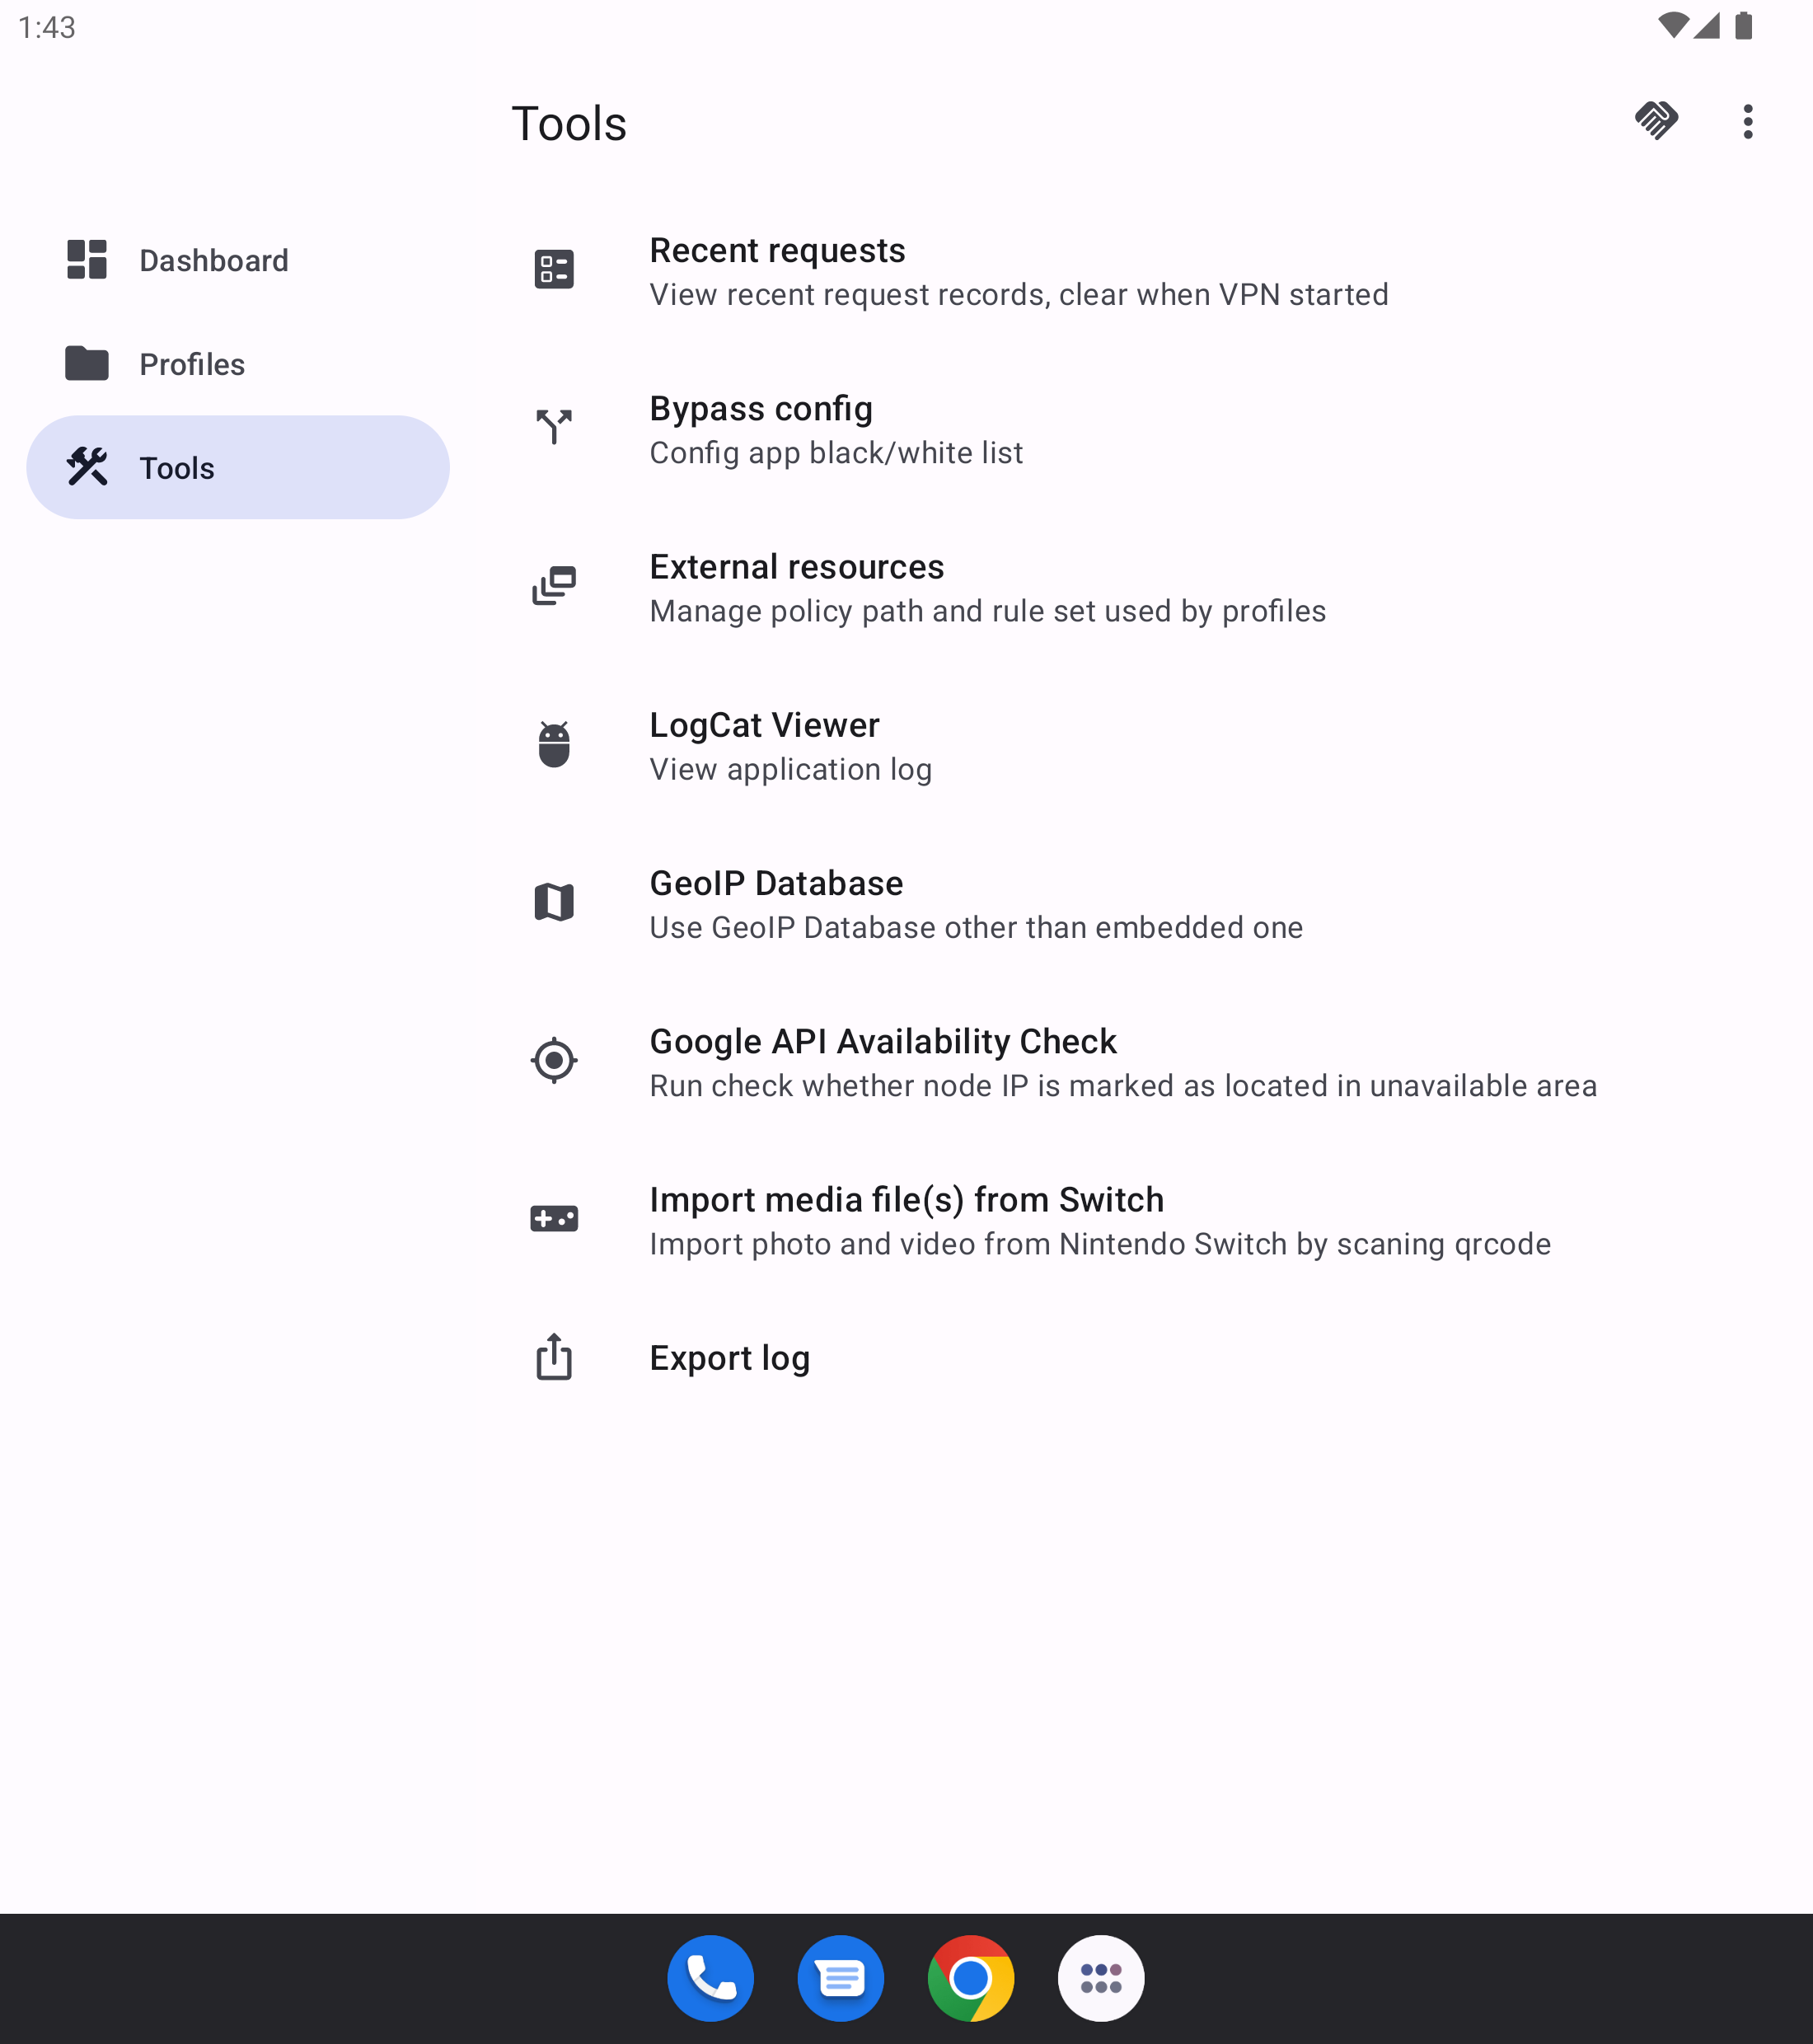 1:43
Tools
Dashboard
Profiles
Tools
Recent requests
View recent request records, clear when VPN started
Bypass config
Config app black/white list
External resources
Manage policy path and rule set used by profiles
LogCat Viewer
View application log
GeoIP Database
Use GeoIP Database other than embedded one
Google API Availability Check
Run check whether node IP is marked as located in unavailable area
Import media file(s) from Switch
Import photo and video from Nintendo Switch by scaning qrcode
Export log